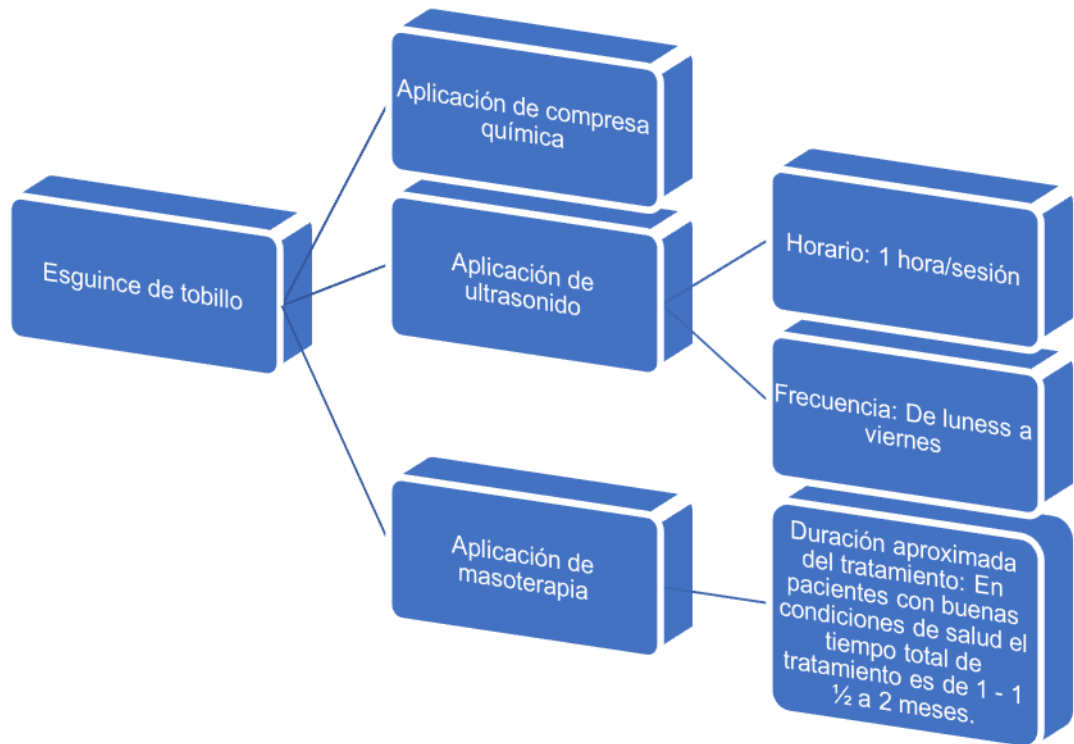 Esguince de tobillo
Aplicación de compresa
química
Aplicación de
ultrasonido
Horario: 1 hora/sesión
Frecuencia: De luness a
viernes
Aplicación de
masoterapia
Duración aproximada
del tratamiento: En
pacientes con buenas
condiciones de salud el
tiempo total de
tratamiento es de 1 - 1
½ a 2 meses.